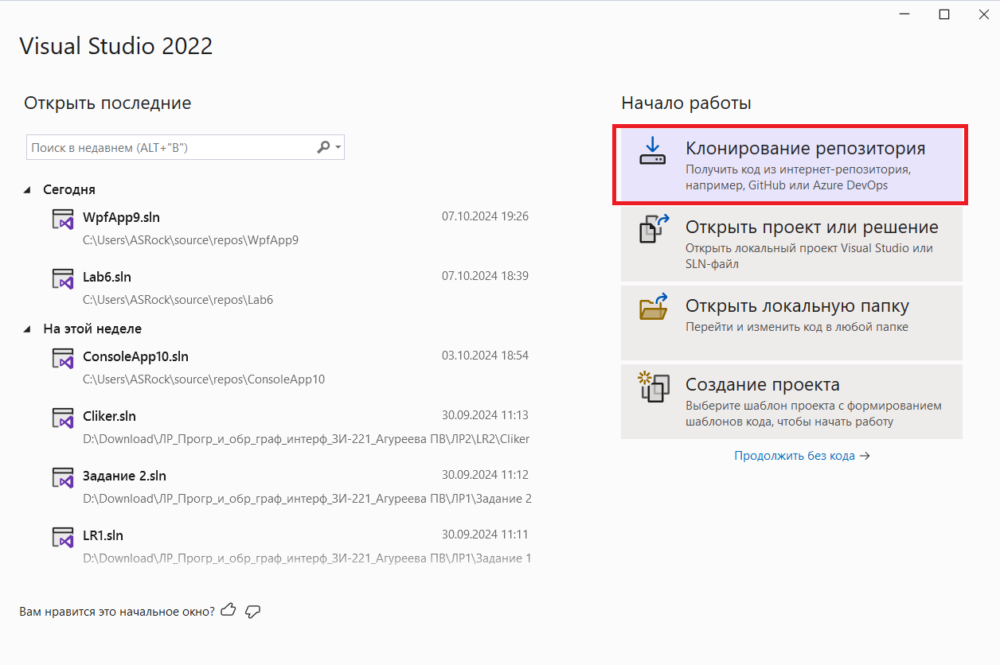 Visual Studio 2022
Открыть последние
Поиск в недавнем (ALT+"В")
Сегодня
WpfApp9.sln 07.10.2024 19:26
C:\Users\ASRock\source\repos\WpfApp9
Lab6.sln 07.10.2024 18:39
C:\Users\ASRock\source\repos\Lab6
На этой неделе
ConsoleApp10.sln 03.10.2024 18:54
C:\Users\ASRock\source\repos\ConsoleApp10
Cliker.sln 30.09.2024 11:13
D:\Download\ЛР_Прогр_и_обр_граф_интерф_ЗИ-221_Агуреева ПВ\ЛР2\LR2\Cliker
Задание 2.sln 30.09.2024 11:12
D:\Download\ЛР_Прогр_и_обр_граф_интерф_ЗИ-221_Агуреева ПВ\ЛР1\Задание 2
LR1.sln 30.09.2024 11:11
D:\Download\ЛР_Прогр_и_обр_граф_интерф_ЗИ-221_Агуреева ПВ\ЛР1\Задание 1
Начало работы
Клонирование репозитория
Получить код из интернет-репозитория,
например, GitHub или Azure DevOps
Открыть проект или решение
Открыть локальный проект Visual Studio или
SLN-файл
Открыть локальную папку
Перейти и изменить код в любой папке
Создание проекта
Выберите шаблон проекта с формированием
шаблонов кода, чтобы начать работу
Продолжить без кода →
Вам нравится это начальное окно?